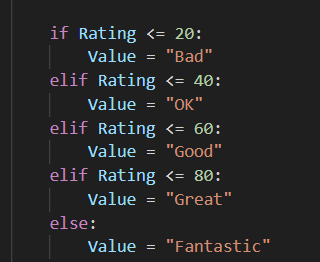 if Rating <= 20:
    Value = "Bad"
elif Rating <= 40:
    Value = "OK"
elif Rating <= 60:
    Value = "Good"
elif Rating <= 80:
    Value = "Great"
else:
    Value = "Fantastic"